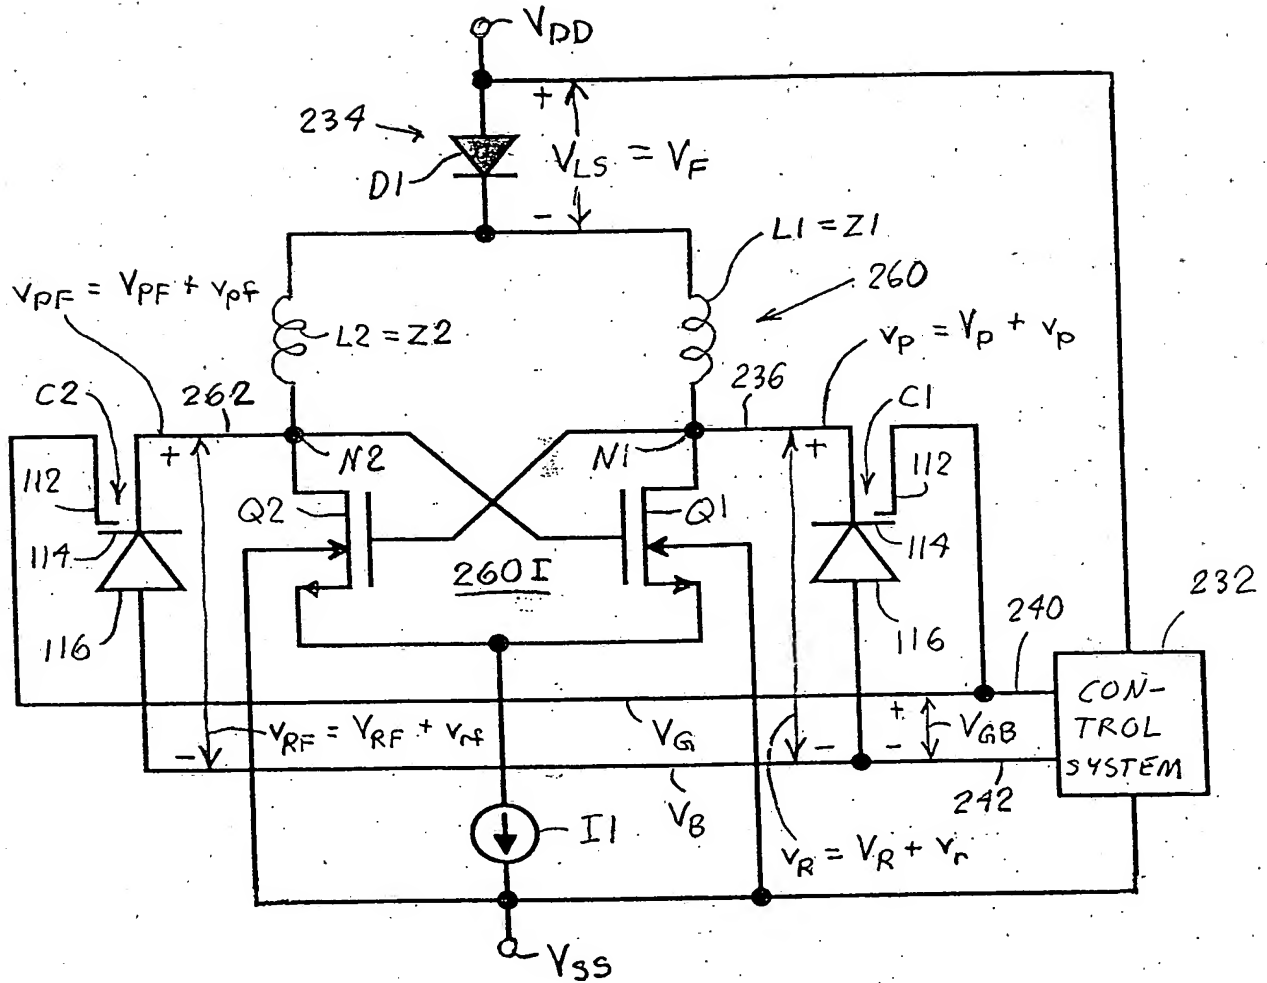 VDD
234
+
VLS = VF
D1
-
L1 = Z1
260
vPF = VPF + vpf
L2 = Z2
vP = Vp + vp
C2
262
236
C1
+
N2
N1
+
112
112
Q2
Q1
114
114
260I
232
116
116
240
CON-
TROL
SYSTEM
vRF = VRF + vrf
VG
+
VGB
-
-
-
VB
242
I1
vR = VR + vr
VSS